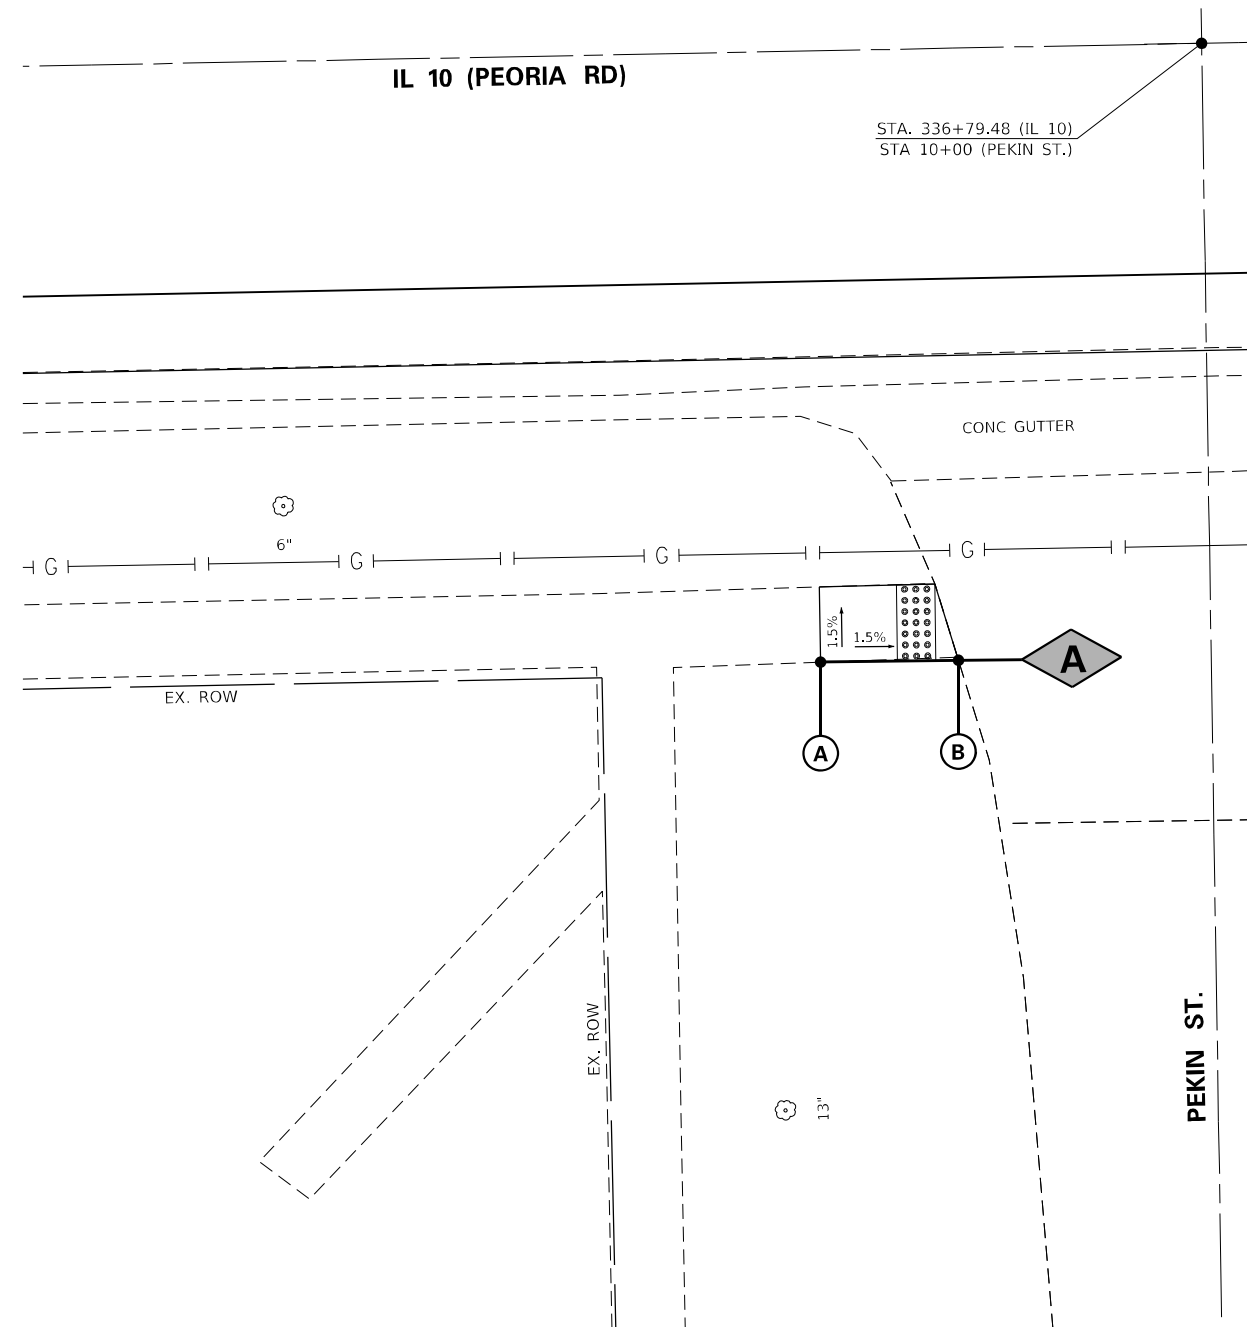 IL 10 (PEORIA RD)
STA. 336+79.48 (IL 10)
STA 10+00 (PEKIN ST.)
CONC GUTTER
6"
G
G
G
G
1.5%
1.5%
A
EX. ROW
A
B
EX. ROW
PEKIN ST.
13"